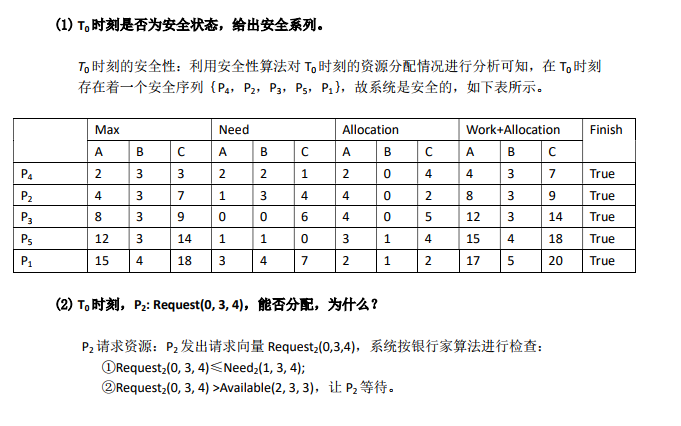 (1) T₀时刻是否为安全状态，给出安全系列。
T₀时刻的安全性：利用安全性算法对 T₀时刻的资源分配情况进行分析可知，在 T₀时刻
存在着一个安全序列｛P₄，P₂，P₃，P₅，P₁｝，故系统是安全的，如下表所示。
Max Need Allocation Work+Allocation Finish
A B C A B C A B C A B C
P₄ 2 3 3 2 2 1 2 0 4 4 3 7 True
P₂ 4 3 7 1 3 4 4 0 2 8 3 9 True
P₃ 8 3 9 0 0 6 4 0 5 12 3 14 True
P₅ 12 3 14 1 1 0 3 1 4 15 4 18 True
P₁ 15 4 18 3 4 7 2 1 2 17 5 20 True
(2) T₀时刻，P₂: Request(0, 3, 4)，能否分配，为什么？
P₂请求资源：P₂发出请求向量 Request₂(0,3,4)，系统按银行家算法进行检查：
①Request₂(0, 3, 4)≤Need₂(1, 3, 4);
②Request₂(0, 3, 4) >Available(2, 3, 3)，让 P₂等待。